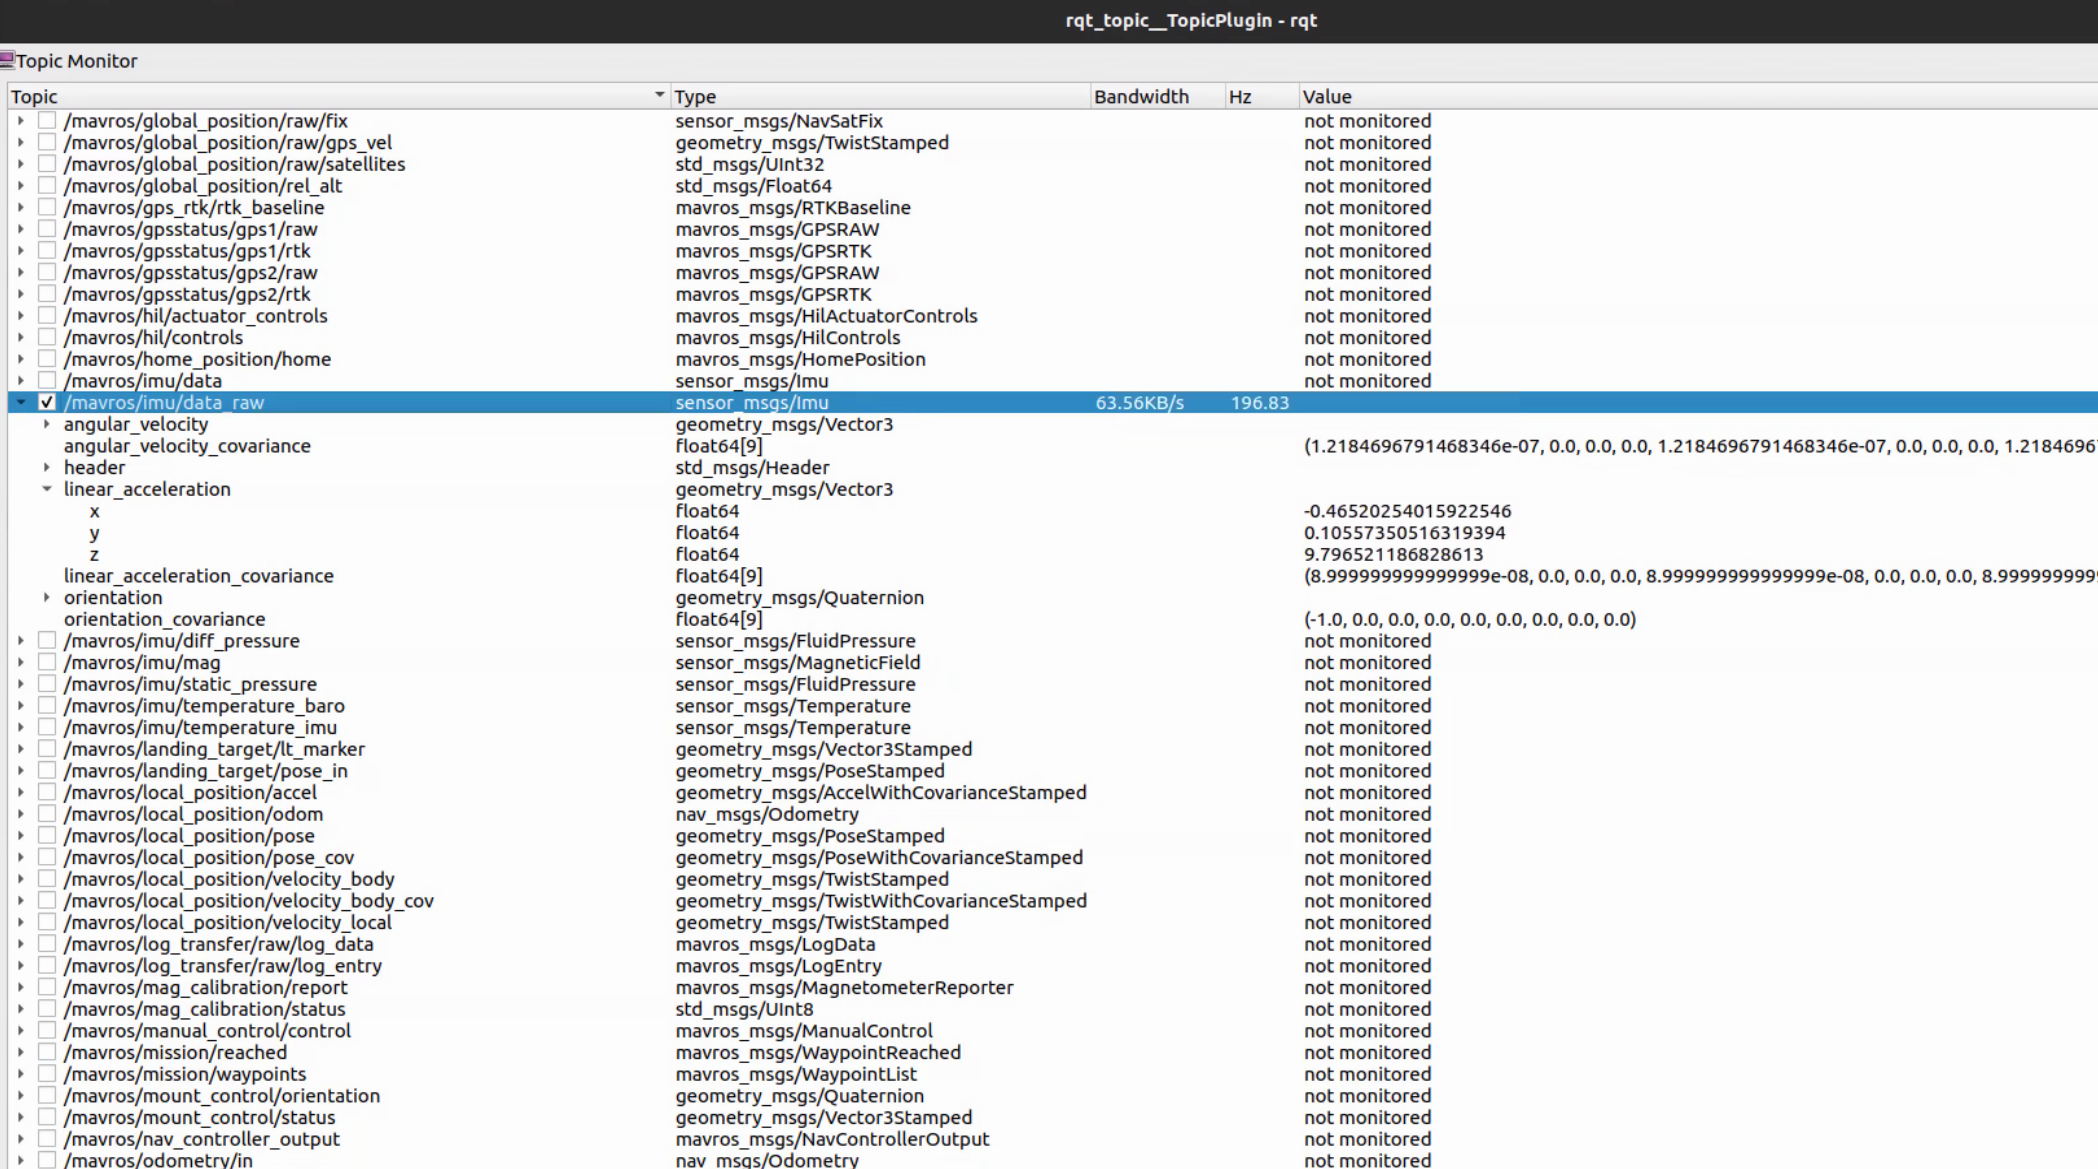 rqt_topic__TopicPlugin - rqt
Topic Monitor
Topic Type Bandwidth Hz Value
/mavros/global_position/raw/fix sensor_msgs/NavSatFix not monitored
/mavros/global_position/raw/gps_vel geometry_msgs/TwistStamped not monitored
/mavros/global_position/raw/satellites std_msgs/UInt32 not monitored
/mavros/global_position/rel_alt std_msgs/Float64 not monitored
/mavros/gps_rtk/rtk_baseline mavros_msgs/RTKBaseline not monitored
/mavros/gpsstatus/gps1/raw mavros_msgs/GPSRAW not monitored
/mavros/gpsstatus/gps1/rtk mavros_msgs/GPSRTK not monitored
/mavros/gpsstatus/gps2/raw mavros_msgs/GPSRAW not monitored
/mavros/gpsstatus/gps2/rtk mavros_msgs/GPSRTK not monitored
/mavros/hil/actuator_controls mavros_msgs/HilActuatorControls not monitored
/mavros/hil/controls mavros_msgs/HilControls not monitored
/mavros/home_position/home mavros_msgs/HomePosition not monitored
/mavros/imu/data sensor_msgs/Imu not monitored
/mavros/imu/data_raw sensor_msgs/Imu 63.56KB/s 196.83
angular_velocity geometry_msgs/Vector3
angular_velocity_covariance float64[9] (1.2184696791468346e-07, 0.0, 0.0, 0.0, 1.2184696791468346e-07, 0.0, 0.0, 0.0, 1.2184696
header std_msgs/Header
linear_acceleration geometry_msgs/Vector3
x float64 -0.46520254015922546
y float64 0.10557350516319394
z float64 9.796521186828613
linear_acceleration_covariance float64[9] (8.999999999999999e-08, 0.0, 0.0, 0.0, 8.999999999999999e-08, 0.0, 0.0, 0.0, 8.9999999999
orientation geometry_msgs/Quaternion
orientation_covariance float64[9] (-1.0, 0.0, 0.0, 0.0, 0.0, 0.0, 0.0, 0.0, 0.0)
/mavros/imu/diff_pressure sensor_msgs/FluidPressure not monitored
/mavros/imu/mag sensor_msgs/MagneticField not monitored
/mavros/imu/static_pressure sensor_msgs/FluidPressure not monitored
/mavros/imu/temperature_baro sensor_msgs/Temperature not monitored
/mavros/imu/temperature_imu sensor_msgs/Temperature not monitored
/mavros/landing_target/lt_marker geometry_msgs/Vector3Stamped not monitored
/mavros/landing_target/pose_in geometry_msgs/PoseStamped not monitored
/mavros/local_position/accel geometry_msgs/AccelWithCovarianceStamped not monitored
/mavros/local_position/odom nav_msgs/Odometry not monitored
/mavros/local_position/pose geometry_msgs/PoseStamped not monitored
/mavros/local_position/pose_cov geometry_msgs/PoseWithCovarianceStamped not monitored
/mavros/local_position/velocity_body geometry_msgs/TwistStamped not monitored
/mavros/local_position/velocity_body_cov geometry_msgs/TwistWithCovarianceStamped not monitored
/mavros/local_position/velocity_local geometry_msgs/TwistStamped not monitored
/mavros/log_transfer/raw/log_data mavros_msgs/LogData not monitored
/mavros/log_transfer/raw/log_entry mavros_msgs/LogEntry not monitored
/mavros/mag_calibration/report mavros_msgs/MagnetometerReporter not monitored
/mavros/mag_calibration/status std_msgs/UInt8 not monitored
/mavros/manual_control/control mavros_msgs/ManualControl not monitored
/mavros/mission/reached mavros_msgs/WaypointReached not monitored
/mavros/mission/waypoints mavros_msgs/WaypointList not monitored
/mavros/mount_control/orientation geometry_msgs/Quaternion not monitored
/mavros/mount_control/status geometry_msgs/Vector3Stamped not monitored
/mavros/nav_controller_output mavros_msgs/NavControllerOutput not monitored
/mavros/odometry/in nav_msgs/Odometry not monitored